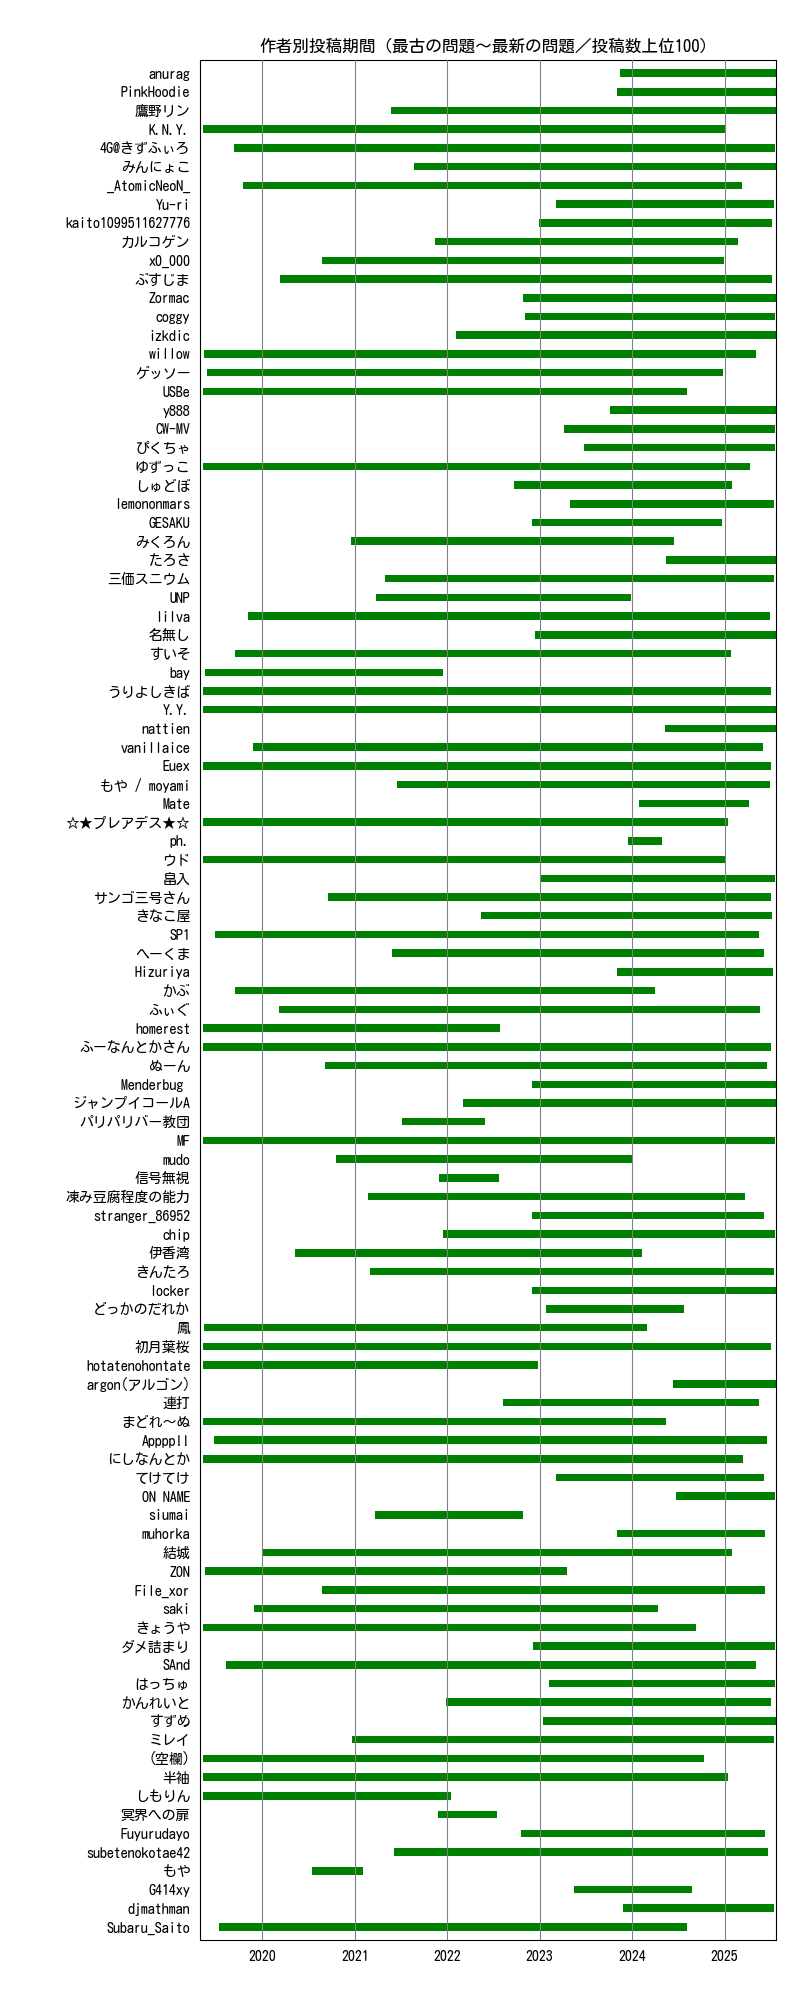 作者別投稿期間 (最古の問題～最新の問題／投稿数上位100)
anurag
PinkHoodie
鷹野リン
K.N.Y.
4G@きずふぃろ
みんにょこ
_AtomicNeoN_
Yu-ri
kaito1099511627776
カルコゲン
x0_000
ぶすじま
Zormac
coggy
izkdic
willow
ゲッソー
USBe
y888
CW-MV
ぴくちゃ
ゆずっこ
しゅどぼ
lemononmars
GESAKU
みくろん
たろさ
三価スニウム
UNP
lilva
名無し
すいそ
bay
うりよしきば
Y.Y.
nattien
vanillaice
Euex
もや / moyami
Mate
☆★プレアデス★☆
ph.
ウド
畠入
サンゴ三号さん
きなこ屋
SP1
へーくま
Hizuriya
かぶ
ふぃぐ
homerest
ふーなんとかさん
ぬーん
Menderbug
ジャンプイコールA
パリパリバー教団
MF
mudo
信号無視
凍み豆腐程度の能力
stranger_86952
chip
伊香湾
きんたろ
locker
どっかのだれか
鳳
初月葉桜
hotatenohontate
argon(アルゴン)
連打
まどれ～ぬ
Appppl!
にしなんとか
てけてけ
ON NAME
siumai
muhorka
結城
ZON
File_xor
saki
きょうや
ダメ詰まり
SAnd
はっちゅ
かんれいと
すずめ
ミレイ
(空欄)
半袖
しもりん
冥界への扉
Fuyurudayo
subetenokotae42
もや
G414xy
djmathman
Subaru_Saito
2020 2021 2022 2023 2024 2025